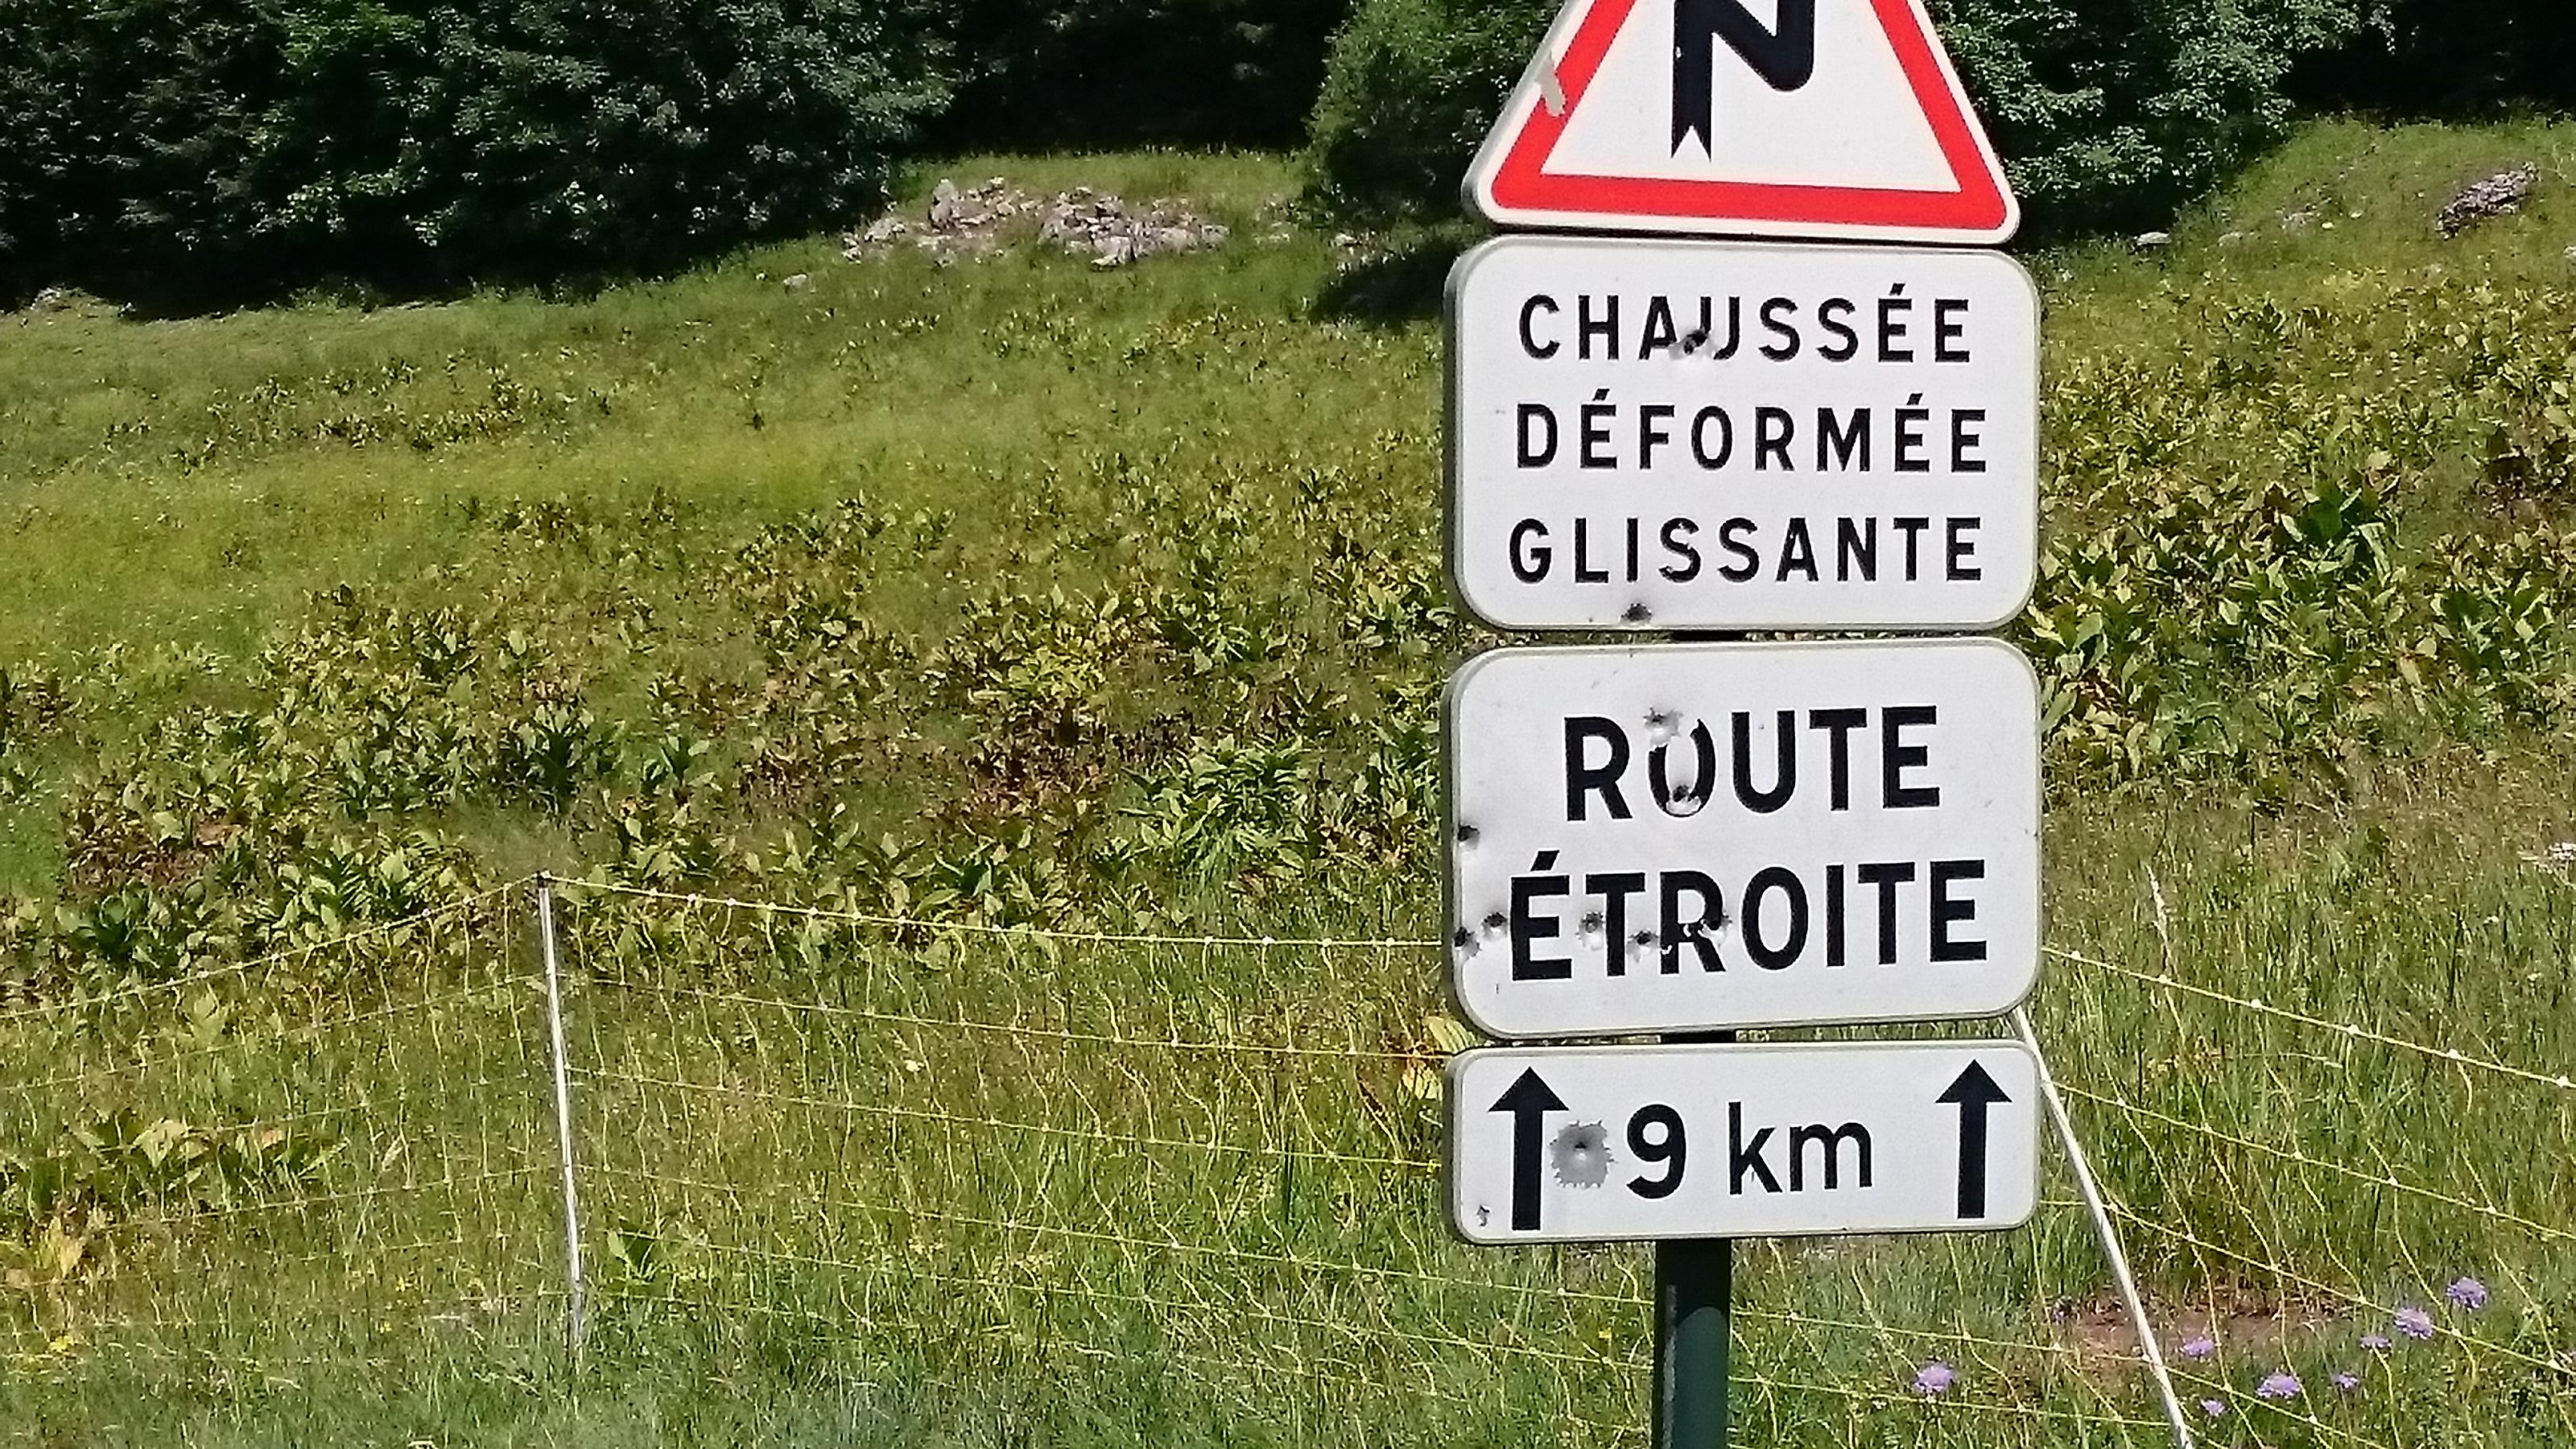 CHAUSSÉE
DÉFORMÉE
GLISSANTE
ROUTE
ÉTROITE
9 km